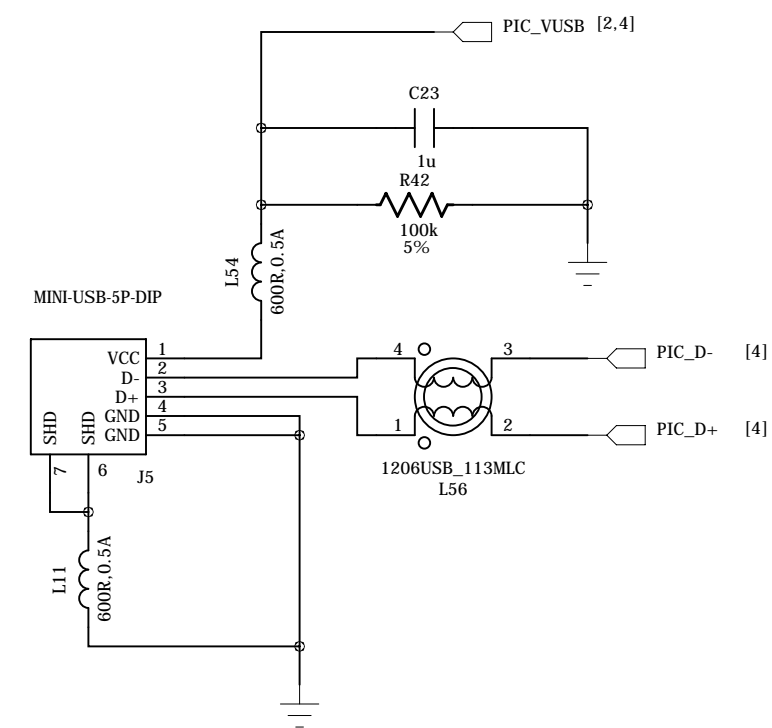 PIC_VUSB [2,4]
C23
1u
R42
100k
5%
L54
600R,0.5A
MINI-USB-5P-DIP
VCC 1
D- 2
D+ 3
GND 4
GND 5
SHD
SHD
7
6
J5
4
3
1
2
PIC_D- [4]
PIC_D+ [4]
1206USB_113MLC
L56
L11
600R,0.5A